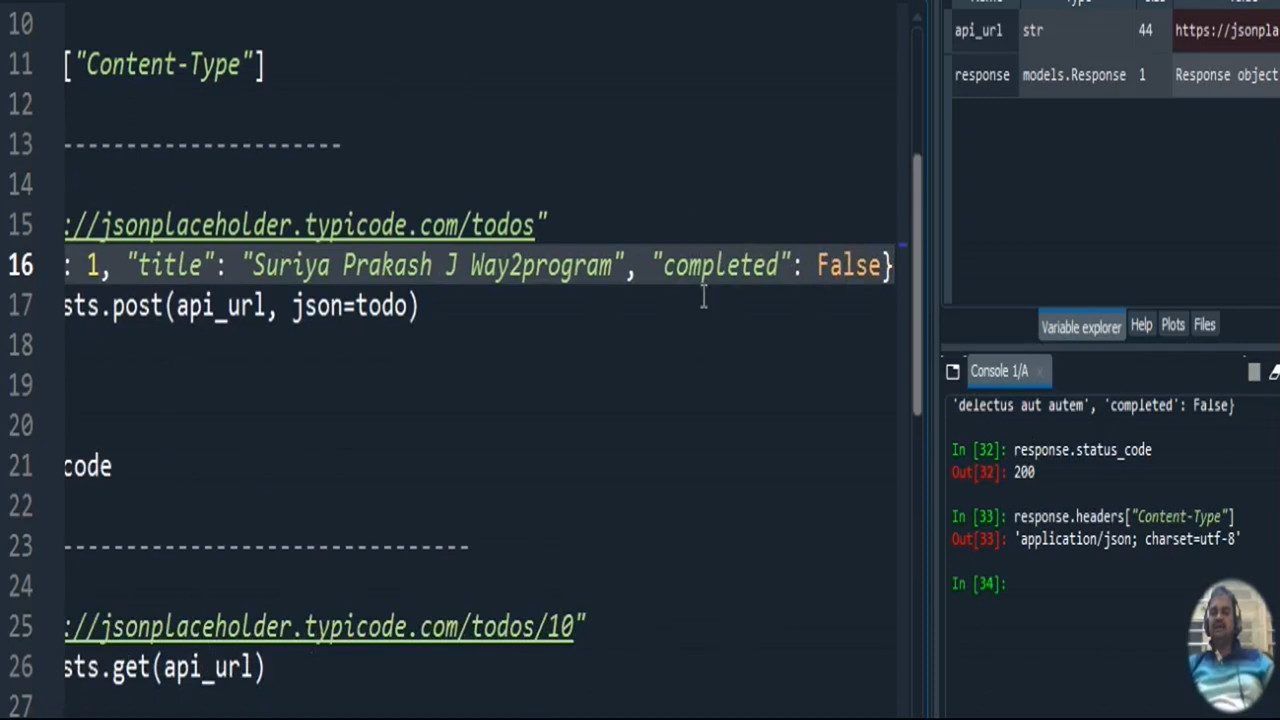 10
11 ["Content-Type"]
12
13 ----------------------
14
15 ://jsonplaceholder.typicode.com/todos"
16 : 1, "title": "Suriya Prakash J Way2program", "completed": False}
17 sts.post(api_url, json=todo)
18
19
20
21 code
22
23 --------------------------------
24
25 ://jsonplaceholder.typicode.com/todos/10"
26 sts.get(api_url)
27
api_url str 44 https://jsonpla
response models.Response 1 Response object
Variable explorer Help Plots Files
Console 1/A
'delectus aut autem', 'completed': False}
In [32]: response.status_code
Out[32]: 200
In [33]: response.headers["Content-Type"]
Out[33]: 'application/json; charset=utf-8'
In [34]: